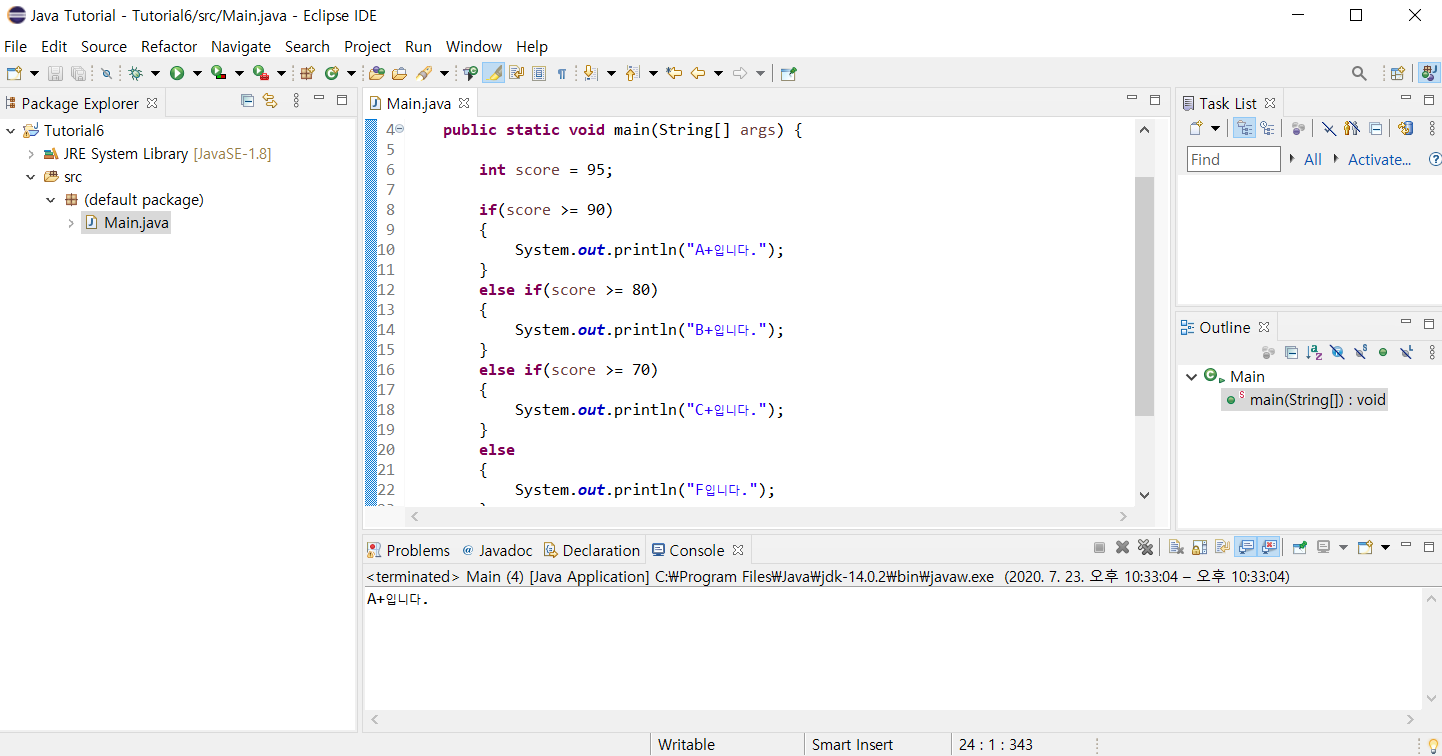 Java Tutorial - Tutorial6/src/Main.java - Eclipse IDE
File Edit Source Refactor Navigate Search Project Run Window Help
Package Explorer
Tutorial6
JRE System Library [JavaSE-1.8]
src
(default package)
Main.java
Main.java
4 public static void main(String[] args) {
5
6 int score = 95;
7
8 if(score >= 90)
9 {
10 System.out.println("A+입니다.");
11 }
12 else if(score >= 80)
13 {
14 System.out.println("B+입니다.");
15 }
16 else if(score >= 70)
17 {
18 System.out.println("C+입니다.");
19 }
20 else
21 {
22 System.out.println("F입니다.");
Task List
Find All Activate...
Outline
Main
main(String[]) : void
Problems @ Javadoc Declaration Console
<terminated> Main (4) [Java Application] C:₩Program Files₩Java₩jdk-14.0.2₩bin₩javaw.exe (2020. 7. 23. 오후 10:33:04 – 오후 10:33:04)
A+입니다.
Writable Smart Insert 24 : 1 : 343